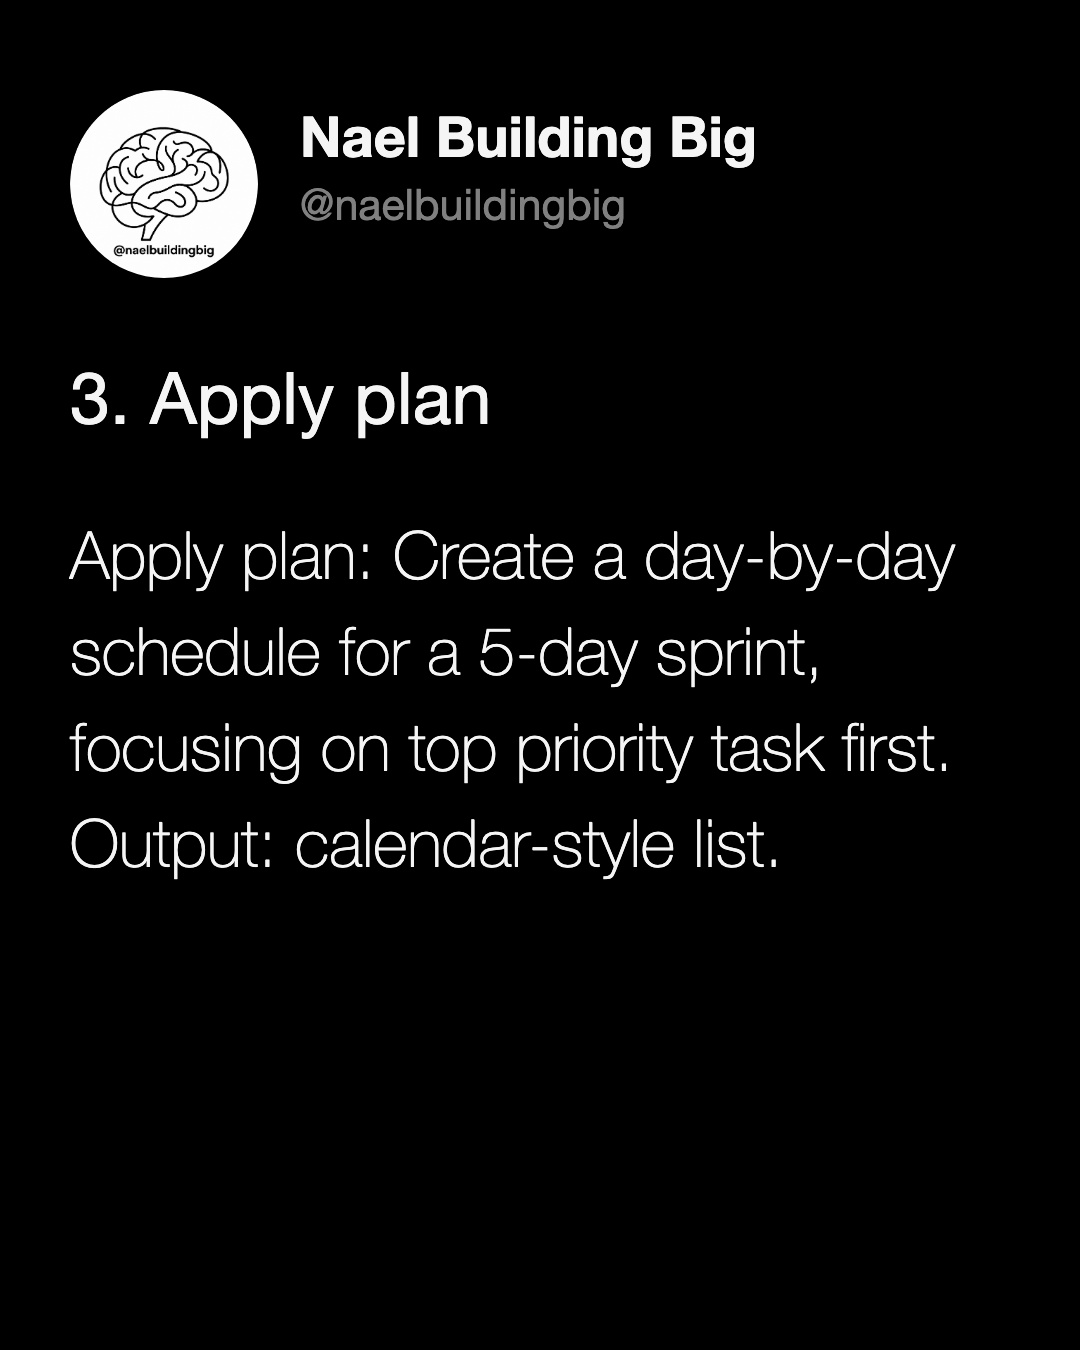 Nael Building Big
@naelbuildingbig
@naelbuildingbig
3. Apply plan
Apply plan: Create a day-by-day
schedule for a 5-day sprint,
focusing on top priority task first.
Output: calendar-style list.